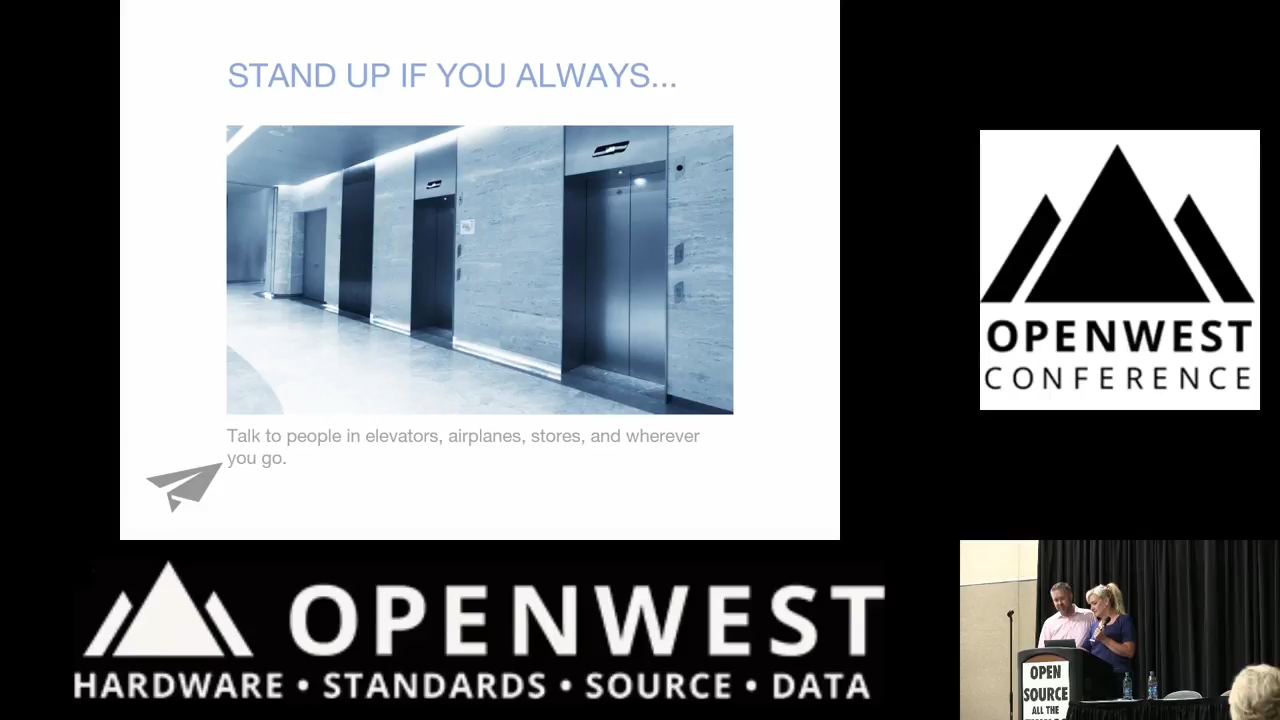 STAND UP IF YOU ALWAYS...
Talk to people in elevators, airplanes, stores, and wherever
you go.
OPENWEST
CONFERENCE
OPENWEST
HARDWARE • STANDARDS • SOURCE • DATA
OPEN
SOURCE
ALL THE